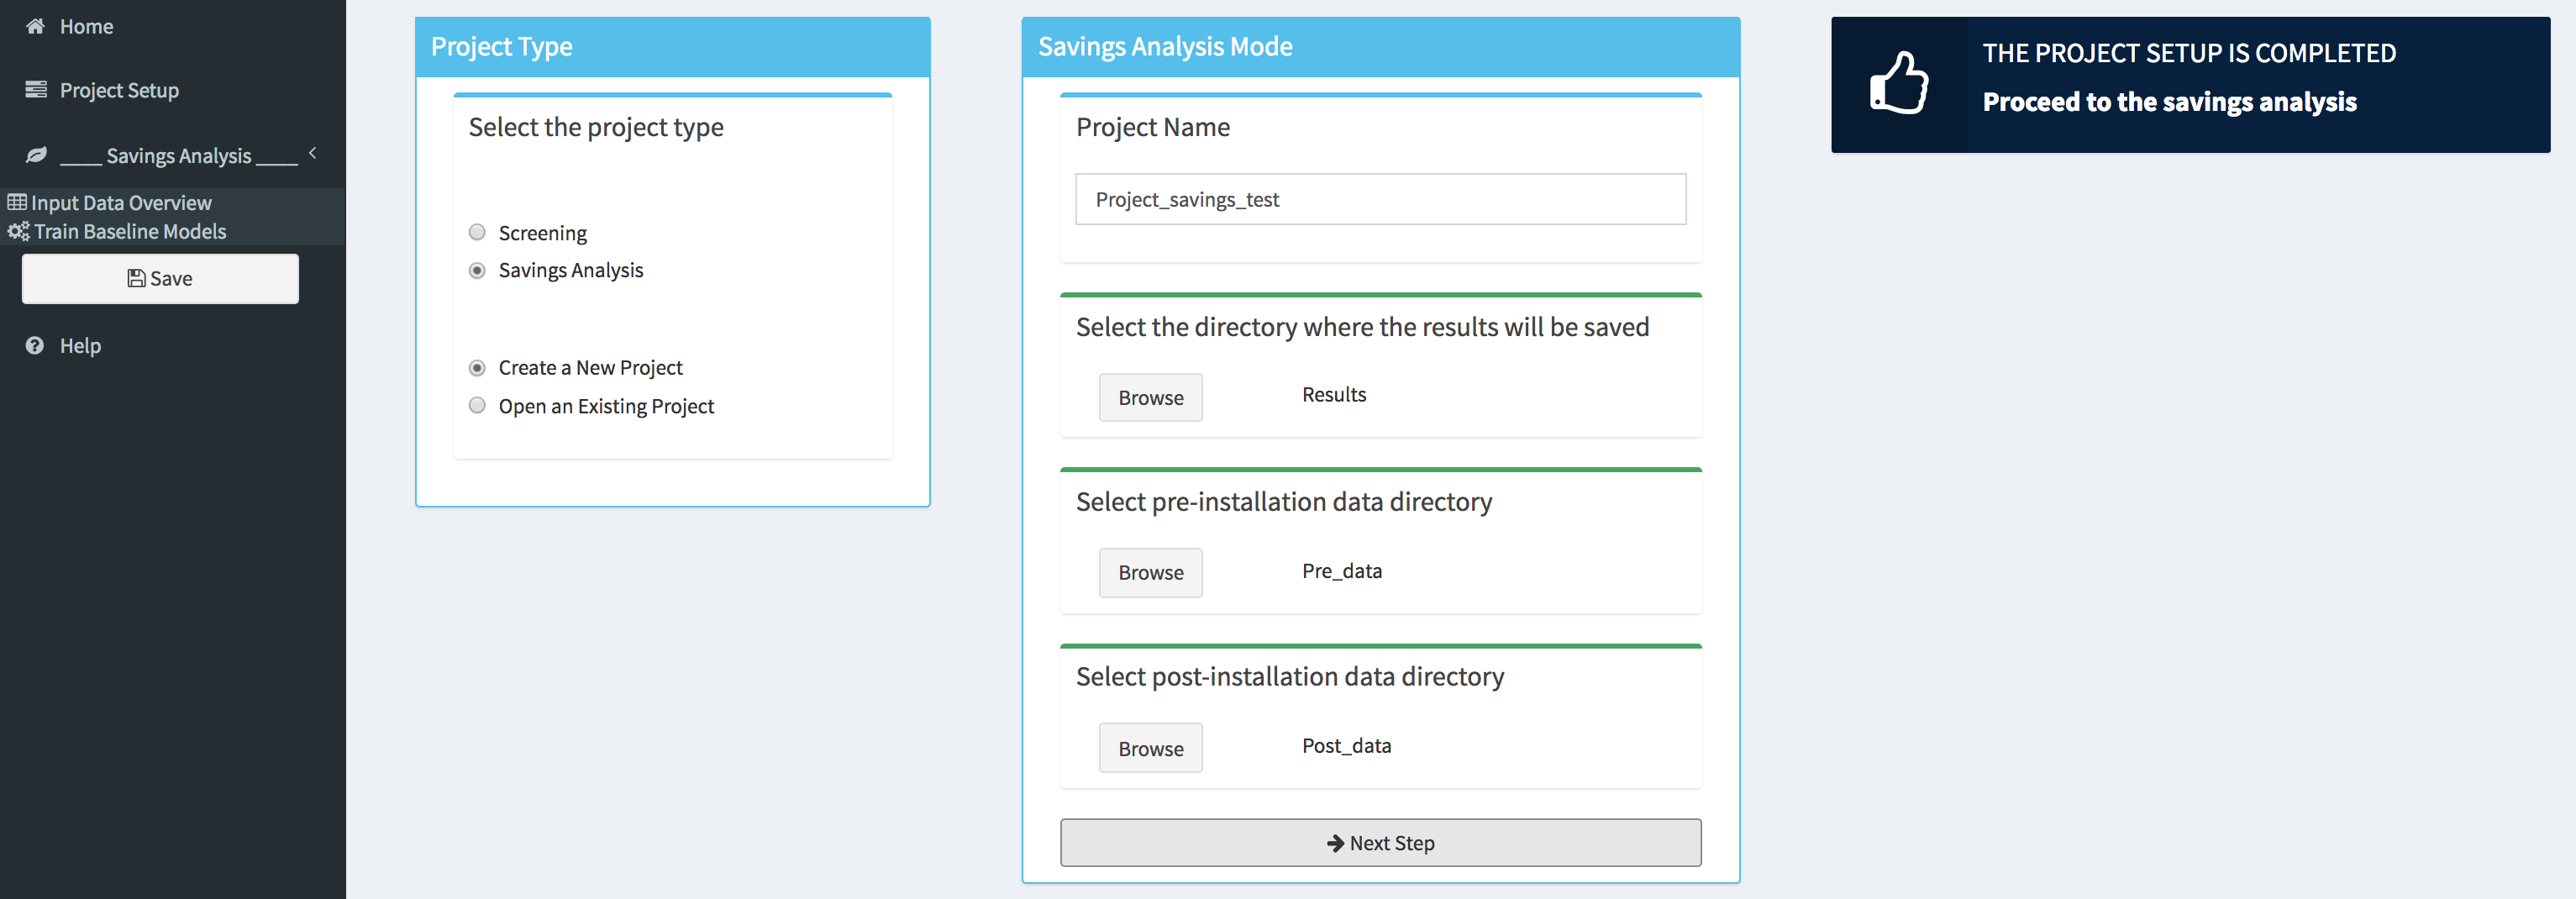 Home
Project Setup
____ Savings Analysis ____
Input Data Overview
Train Baseline Models
Save
Help
Project Type
Select the project type
Screening
Savings Analysis
Create a New Project
Open an Existing Project
Savings Analysis Mode
Project Name
Project_savings_test
Select the directory where the results will be saved
Browse Results
Select pre-installation data directory
Browse Pre_data
Select post-installation data directory
Browse Post_data
Next Step
THE PROJECT SETUP IS COMPLETED
Proceed to the savings analysis